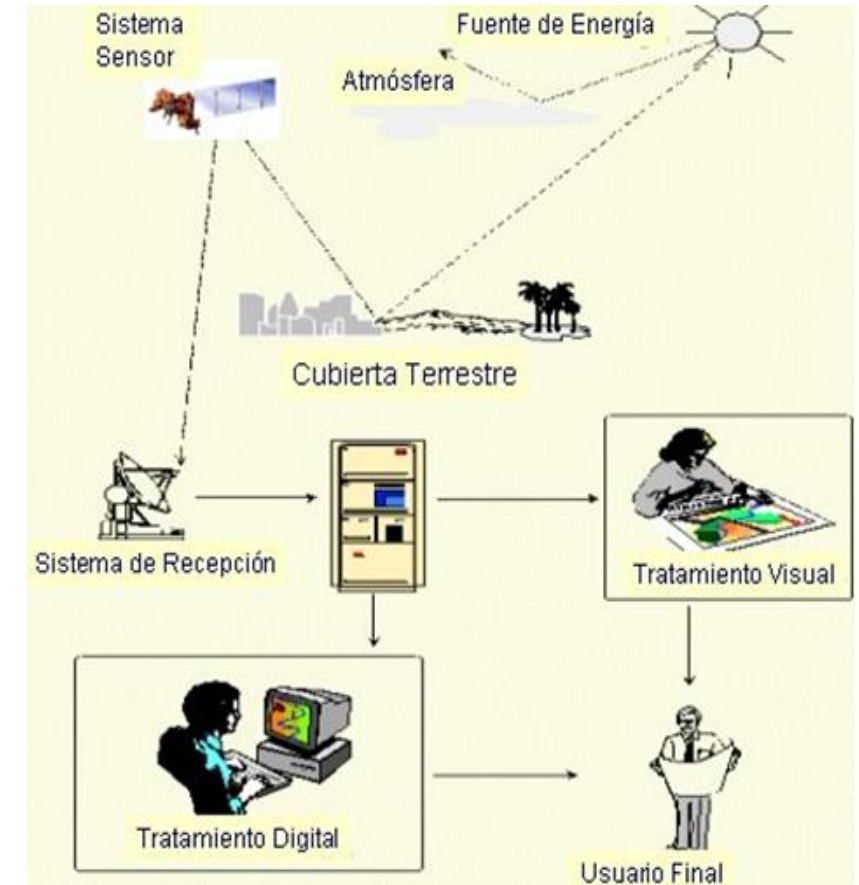 Sistema
Sensor
Fuente de Energía
Atmósfera
Cubierta Terrestre
Sistema de Recepción
Tratamiento Visual
Tratamiento Digital
Usuario Final